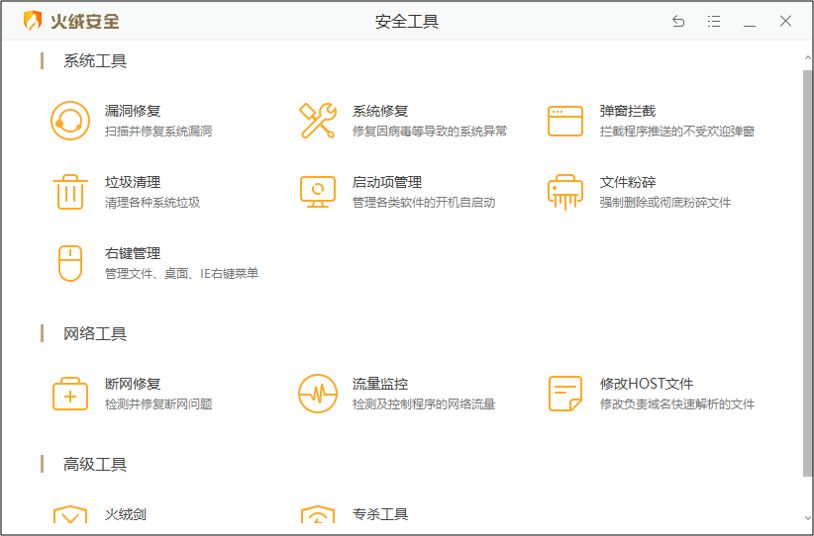 火绒安全
安全工具
系统工具
漏洞修复
扫描并修复系统漏洞
系统修复
修复因病毒等导致的系统异常
弹窗拦截
拦截程序推送的不受欢迎弹窗
垃圾清理
清理各种系统垃圾
启动项管理
管理各类软件的开机自启动
文件粉碎
强制删除或彻底粉碎文件
右键管理
管理文件、桌面、IE右键菜单
网络工具
断网修复
检测并修复断网问题
流量监控
检测及控制程序的网络流量
修改HOST文件
修改负责域名快速解析的文件
高级工具
火绒剑
专杀工具